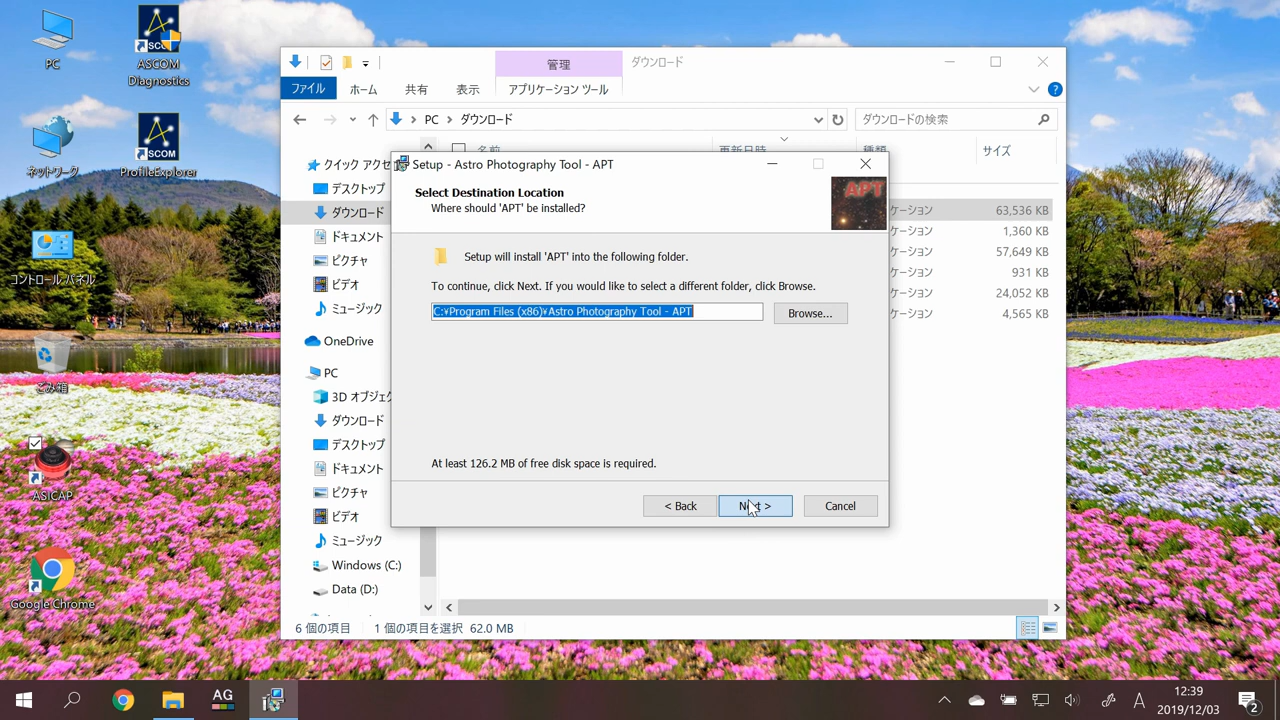 PC
ASCOM
ASCOM
Diagnostics
ネットワーク
ASCOM
ProfileExplorer
コントロール パネル
ごみ箱
ASICAP
Google Chrome
管理
ダウンロード
ファイル
ホーム
共有
表示
アプリケーション ツール
PC
ダウンロード
ダウンロードの検索
名前
更新日時
種類
サイズ
クイック アクセ
デスクトップ
ダウンロード
ドキュメント
ピクチャ
ビデオ
ミュージック
OneDrive
PC
3D オブジェク
ダウンロード
デスクトップ
ドキュメント
ピクチャ
ビデオ
ミュージック
Windows (C:)
Data (D:)
ケーション 63,536 KB
ケーション 1,360 KB
ケーション 57,649 KB
ケーション 931 KB
ケーション 24,052 KB
ケーション 4,565 KB
Setup - Astro Photography Tool - APT
Select Destination Location
Where should 'APT' be installed?
APT
Setup will install 'APT' into the following folder.
To continue, click Next. If you would like to select a different folder, click Browse.
C:¥Program Files (x86)¥Astro Photography Tool - APT
Browse...
At least 126.2 MB of free disk space is required.
< Back
Next >
Cancel
6 個の項目 1 個の項目を選択 62.0 MB
AG
A
12:39
2019/12/03
2